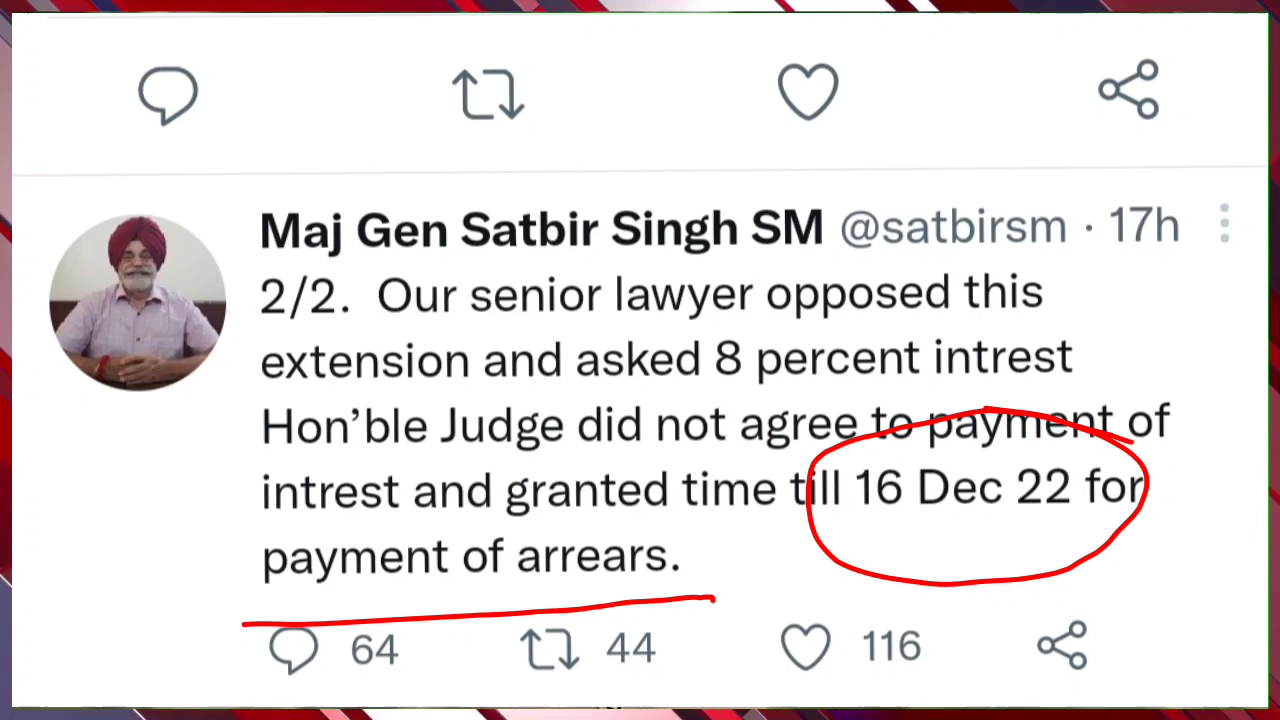 Maj Gen Satbir Singh SM @satbirsm · 17h
2/2. Our senior lawyer opposed this
extension and asked 8 percent intrest
Hon’ble Judge did not agree to payment of
intrest and granted time till 16 Dec 22 for
payment of arrears.
64 44 116